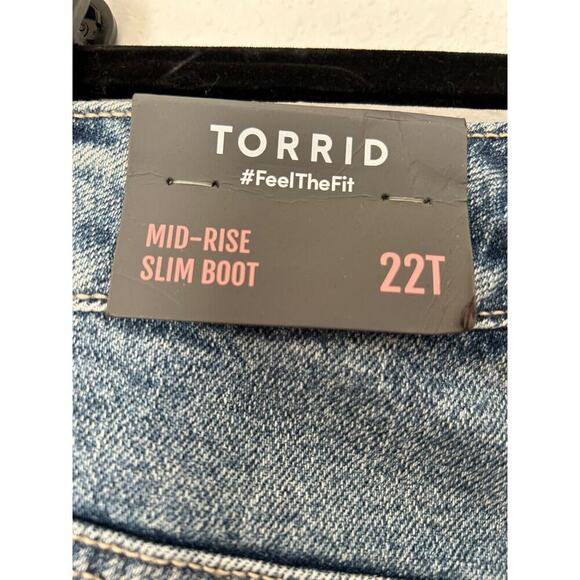 TORRID
#FeelTheFit
MID-RISE
SLIM BOOT
22T